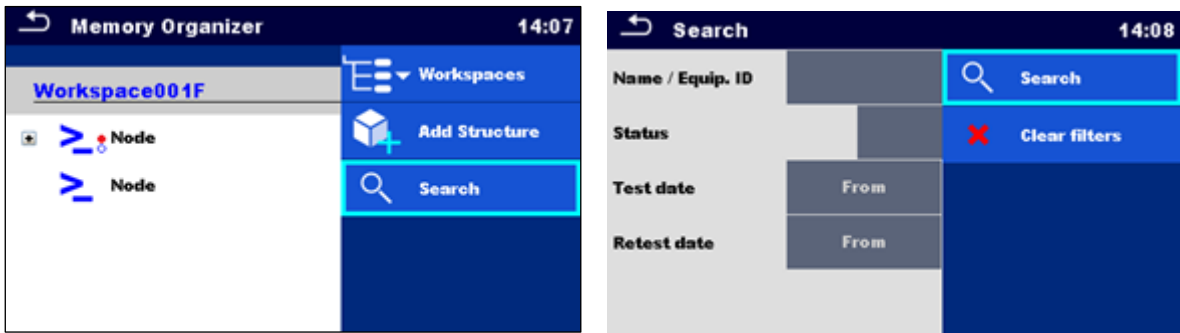 Memory Organizer 14:07
Workspace001F
Node
Node
Workspaces
Add Structure
Search
Search 14:08
Name / Equip. ID
Status
Test date From
Retest date From
Search
Clear filters